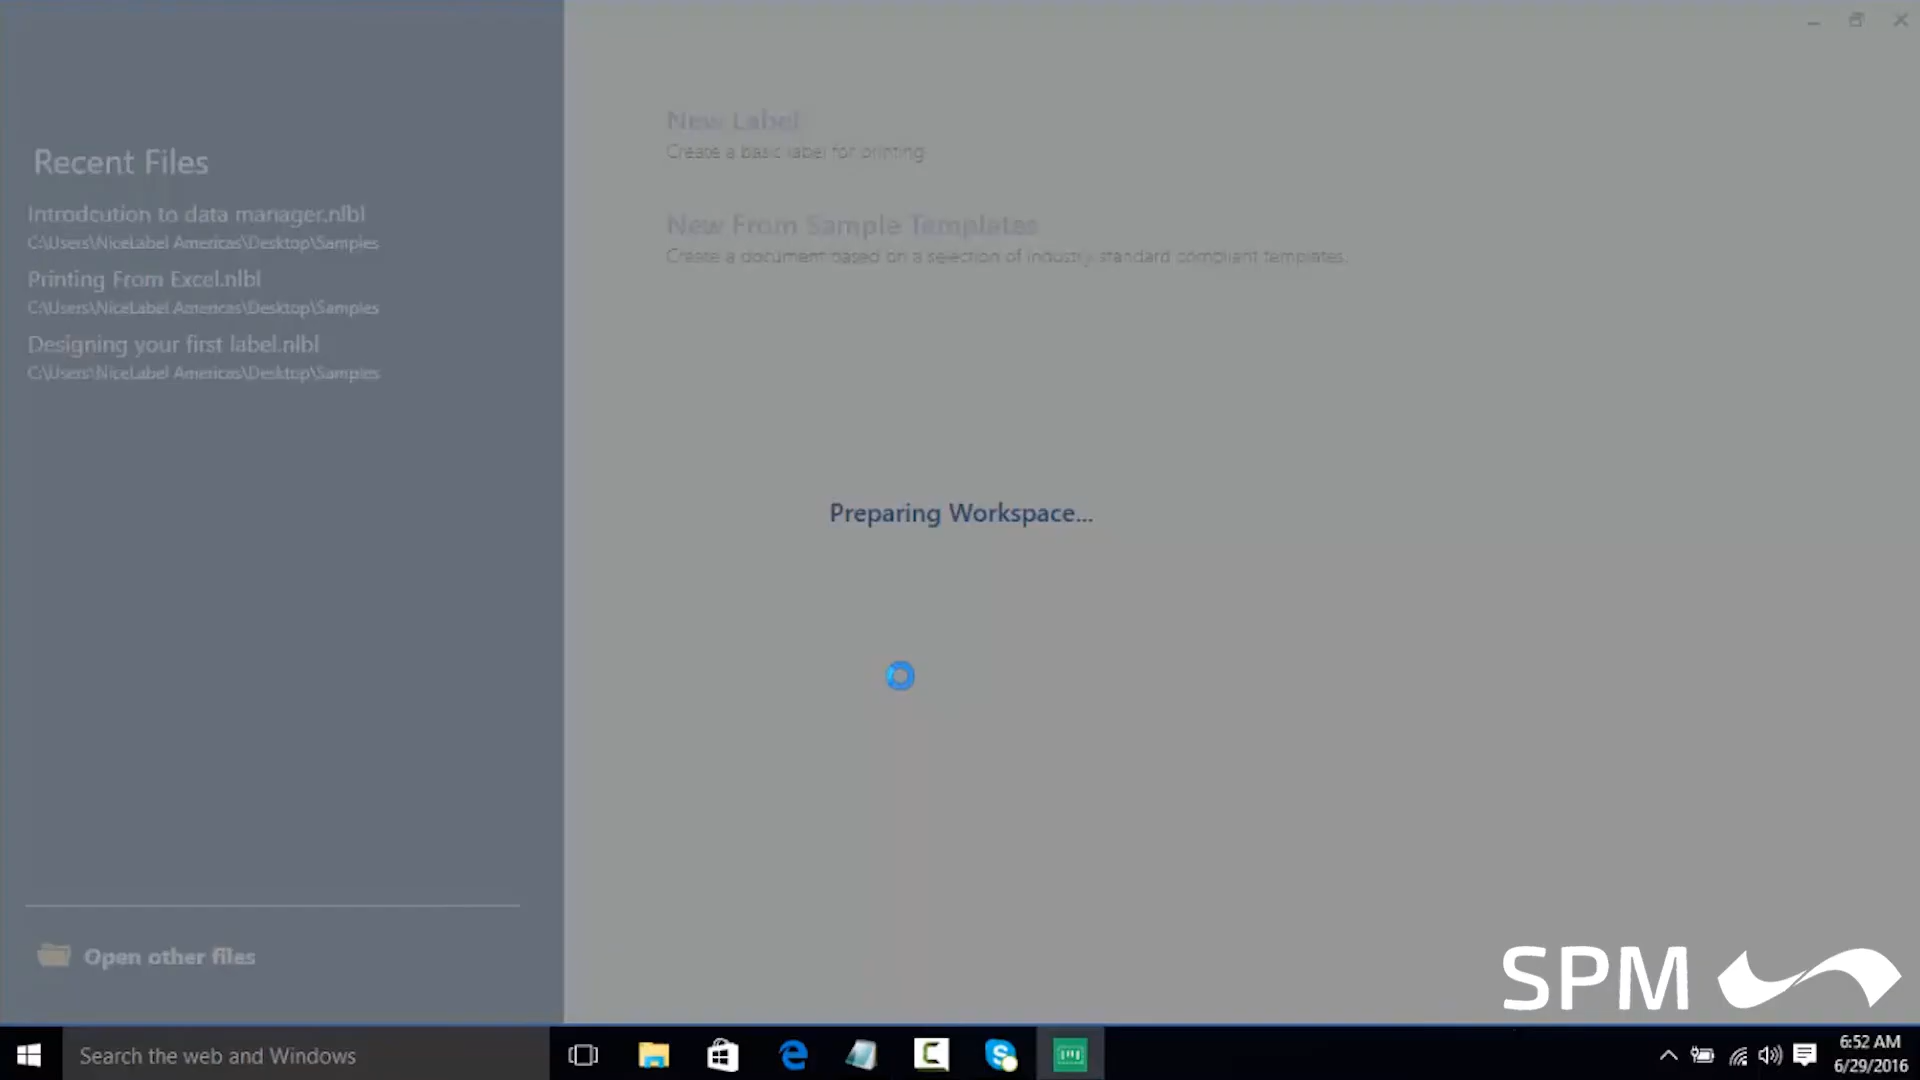 Recent Files
Introdcution to data manager.nlbl
C:\Users\NiceLabel Americas\Desktop\Samples
Printing From Excel.nlbl
C:\Users\NiceLabel Americas\Desktop\Samples
Designing your first label.nlbl
C:\Users\NiceLabel Americas\Desktop\Samples
Open other files
New Label
Create a basic label for printing
New From Sample Templates
Create a document based on a selection of industry standard compliant templates.
Preparing Workspace...
SPM
Search the web and Windows
6:52 AM
6/29/2016